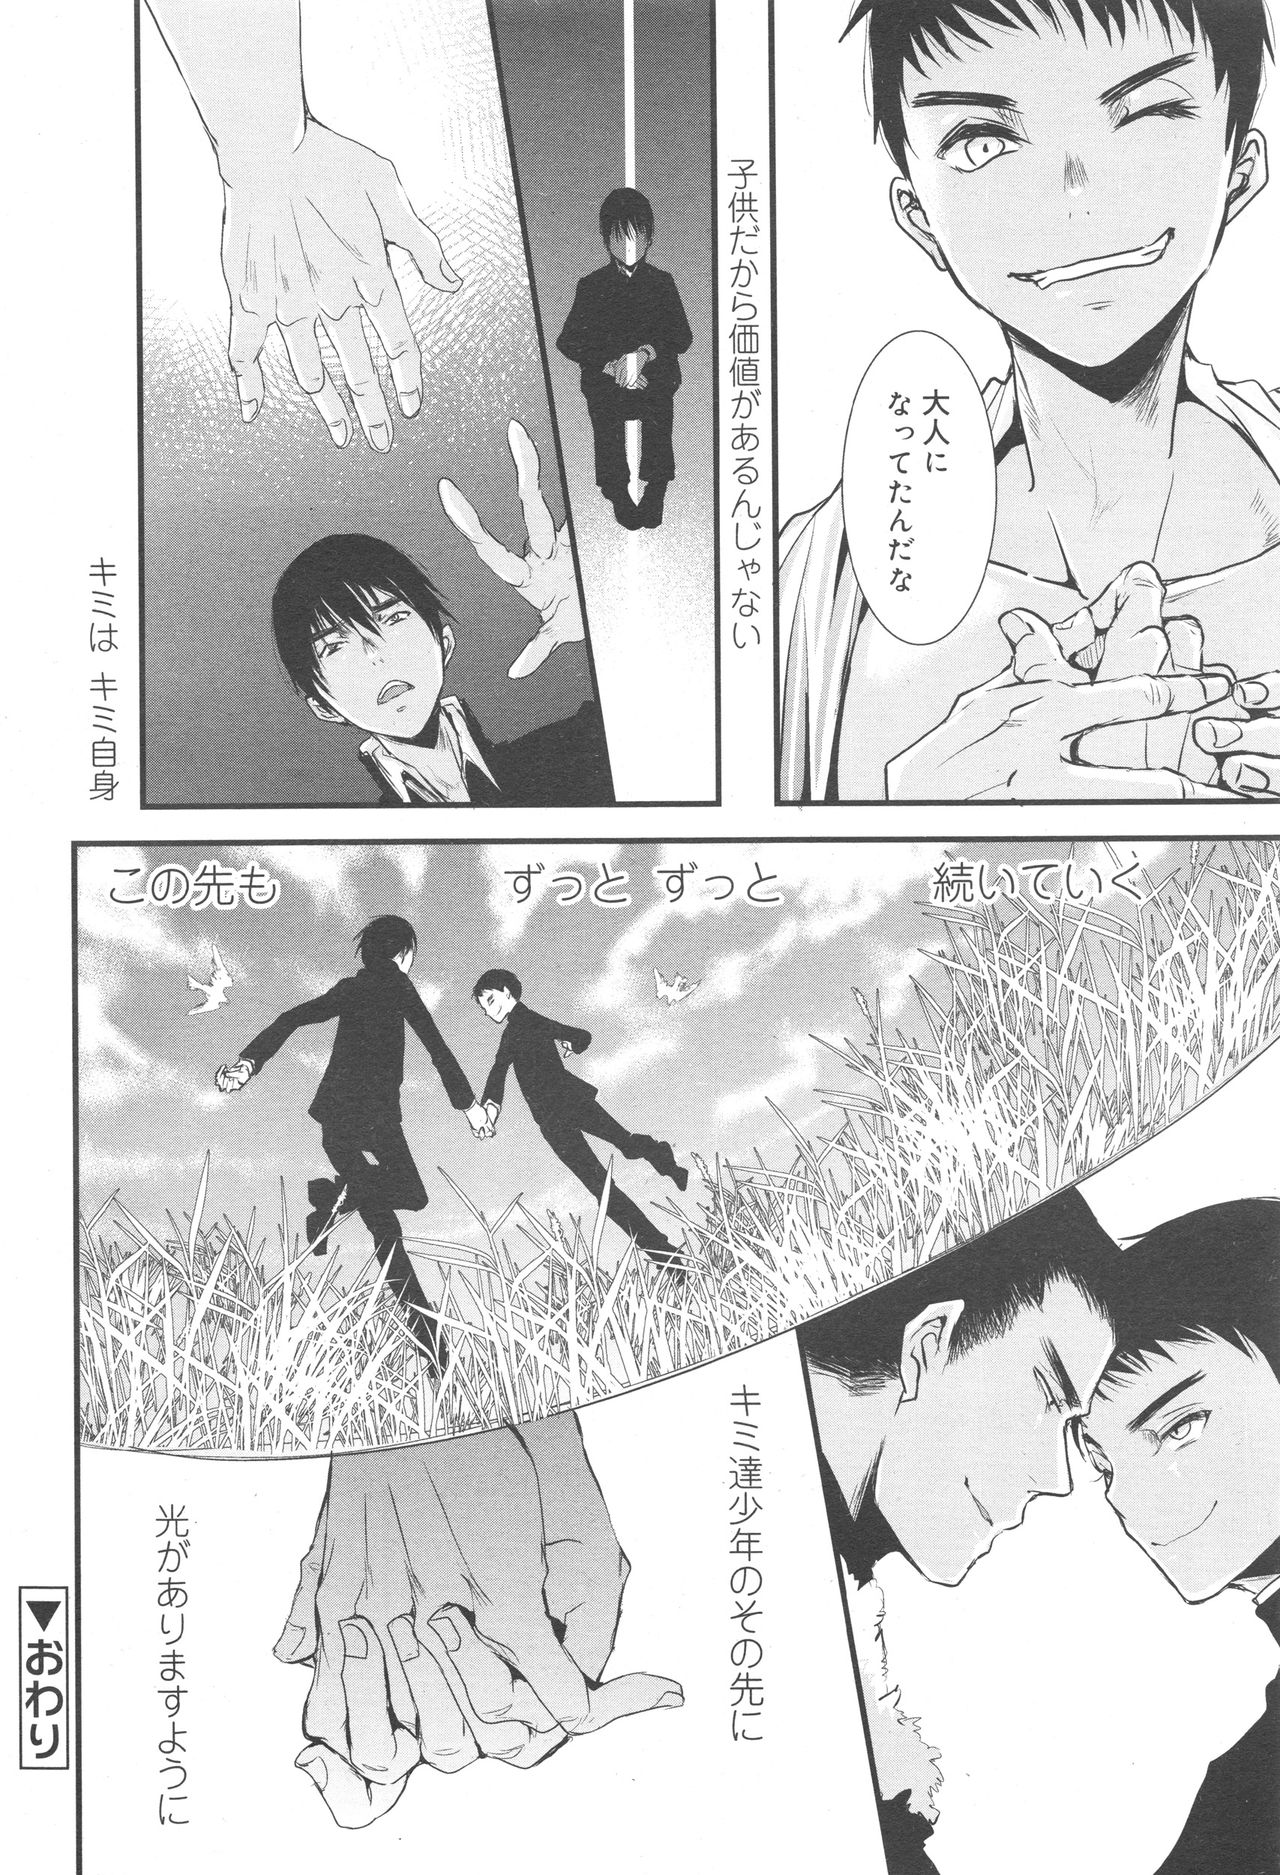 大人に
なってたんだな
子供だから価値があるんじゃない
キミは キミ自身
この先も ずっと ずっと 続いていく
キミ達少年のその先に
光がありますように
▼おわり